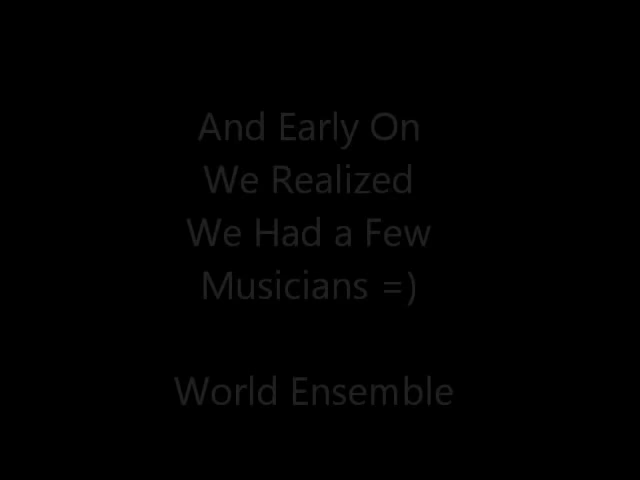 And Early On
We Realized
We Had a Few
Musicians =)
World Ensemble